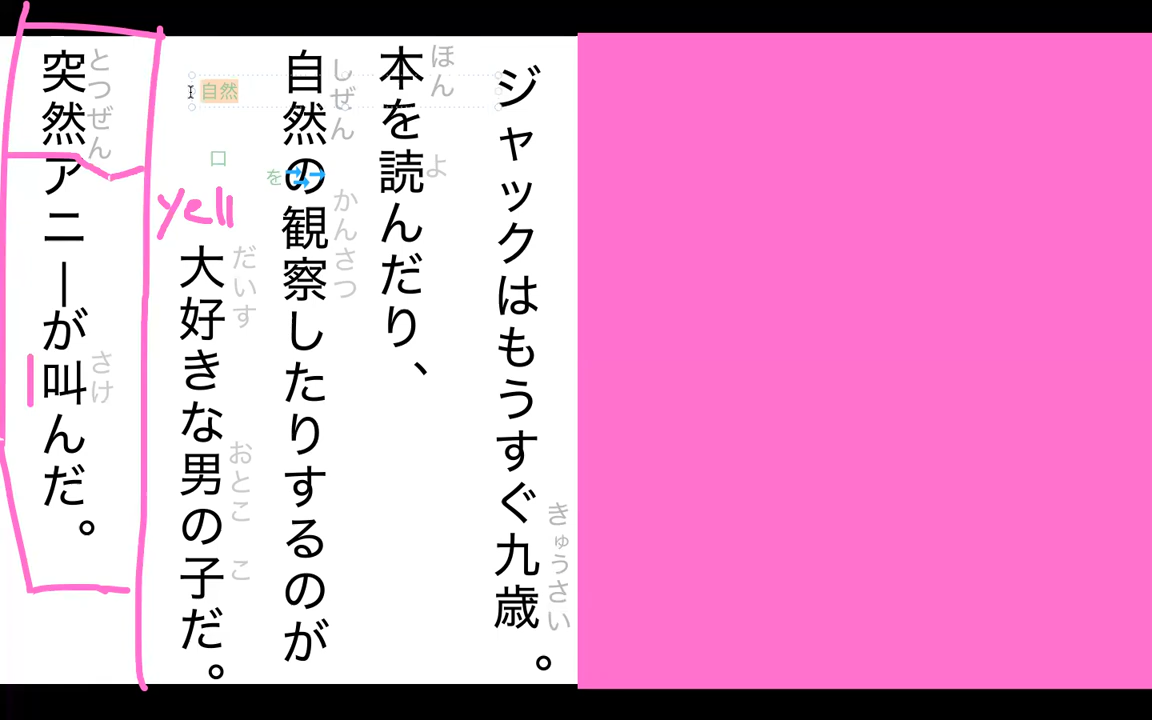 ジャックはもうすぐ九歳。
きゅうさい
本を読んだり、
ほん
よ
自然の観察したりするのが
しぜん
かんさつ
自然
口
を
yell
大好きな男の子だ。
だいす
おとこ
こ
突然アニーが叫んだ。
とつぜん
さけ